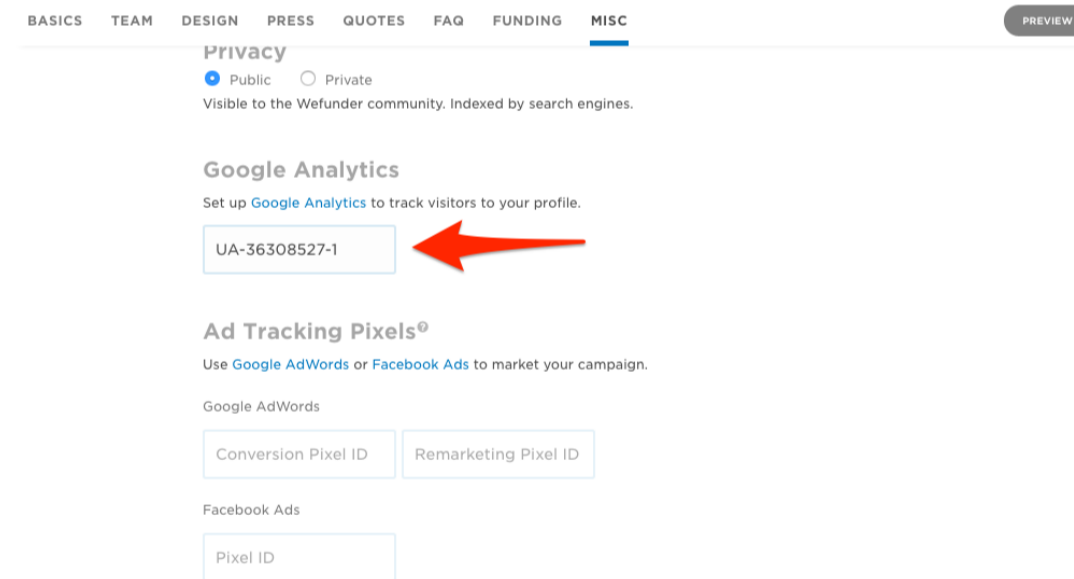 BASICS TEAM DESIGN PRESS QUOTES FAQ FUNDING MISC PREVIEW
Privacy
Public Private
Visible to the Wefunder community. Indexed by search engines.
Google Analytics
Set up Google Analytics to track visitors to your profile.
UA-36308527-1
Ad Tracking Pixels?
Use Google AdWords or Facebook Ads to market your campaign.
Google AdWords
Conversion Pixel ID Remarketing Pixel ID
Facebook Ads
Pixel ID